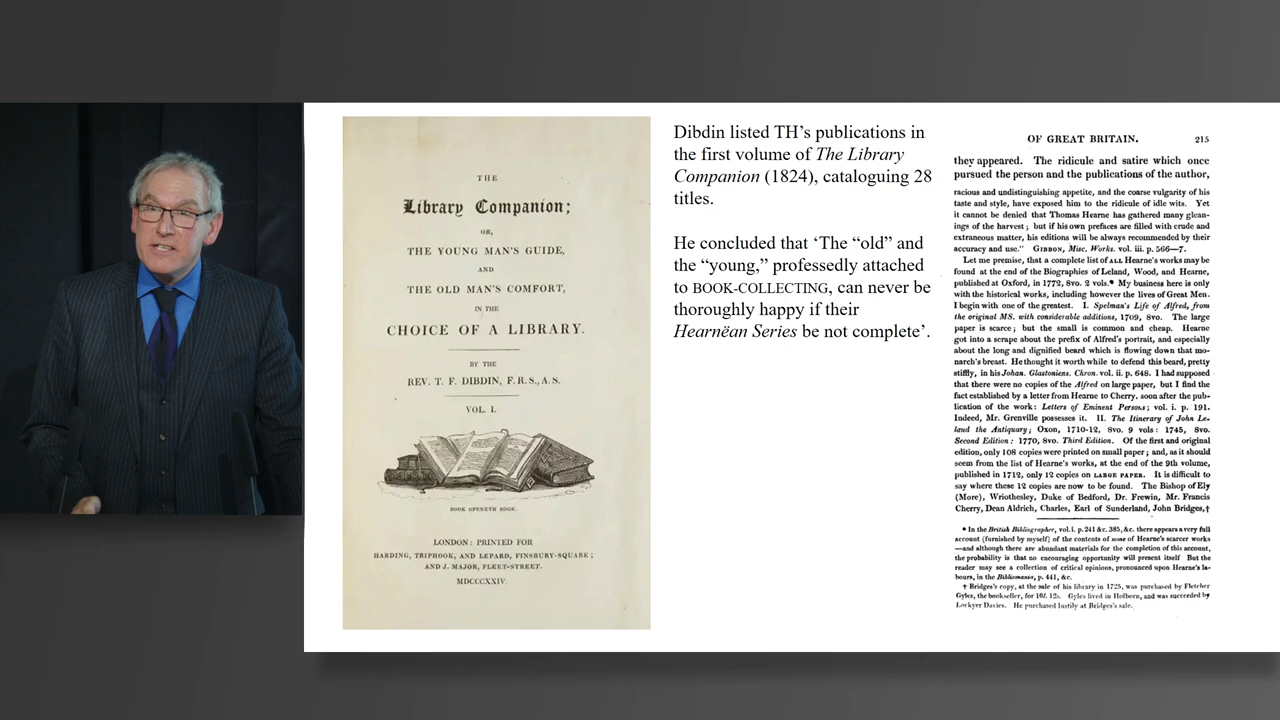 THE
Library Companion;
OR,
THE YOUNG MAN'S GUIDE,
AND
THE OLD MAN'S COMFORT,
IN THE
CHOICE OF A LIBRARY.
BY THE
REV. T. F. DIBDIN, F.R.S., A.S.
VOL. I.
BOOK OPENETH BOOK.
LONDON: PRINTED FOR
HARDING, TRIPHOOK, AND LEPARD, FINSBURY-SQUARE;
AND J. MAJOR, FLEET-STREET.
MDCCCXXIV.
Dibdin listed TH's publications in
the first volume of The Library
Companion (1824), cataloguing 28
titles.
He concluded that ‘The “old” and
the “young,” professedly attached
to BOOK-COLLECTING, can never be
thoroughly happy if their
Hearnëan Series be not complete’.
OF GREAT BRITAIN. 215
they appeared. The ridicule and satire which once
pursued the person and the publications of the author,
racious and undistinguishing appetite, and the coarse vulgarity of his
taste and style, have exposed him to the ridicule of idle wits. Yet
it cannot be denied that Thomas Hearne has gathered many glean-
ings of the harvest; but if his own prefaces are filled with crude and
extraneous matter, his editions will be always recommended by their
accuracy and use." GIBBON, Misc. Works. vol. iii. p. 566—7.
Let me premise, that a complete list of ALL Hearne's works may be
found at the end of the Biographies of Leland, Wood, and Hearne,
published at Oxford, in 1772, 8vo. 2 vols.* My business here is only
with the historical works, including however the lives of Great Men.
I begin with one of the greatest. I. Spelman's Life of Alfred, from
the original MS. with considerable additions, 1709, 8vo. The large
paper is scarce; but the small is common and cheap. Hearne
got into a scrape about the prefix of Alfred's portrait, and especially
about the long and dignified beard which is flowing down that mo-
narch's breast. He thought it worth while to defend this beard, pretty
stiffly, in his Johan. Glastoniens. Chron. vol. ii. p. 648. I had supposed
that there were no copies of the Alfred on large paper, but I find the
fact established by a letter from Hearne to Cherry, soon after the pub-
lication of the work: Letters of Eminent Persons; vol. i. p. 191.
Indeed, Mr. Grenville possesses it. II. The Itinerary of John Le-
land the Antiquary; Oxon, 1710-12, 8vo. 9 vols: 1745, 8vo.
Second Edition: 1770, 8vo. Third Edition. Of the first and original
edition, only 108 copies were printed on small paper; and, as it should
seem from the list of Hearne's works, at the end of the 9th volume,
published in 1712, only 12 copies on LARGE PAPER. It is difficult to
say where these 12 copies are now to be found. The Bishop of Ely
(More), Wriothesley, Duke of Bedford, Dr. Frewin, Mr. Francis
Cherry, Dean Aldrich, Charles, Earl of Sunderland, John Bridges,†
* In the British Bibliographer, vol. i. p. 241 &c. 385, &c. there appears a very full
account (furnished by myself) of the contents of some of Hearne's scarcer works
—and although there are abundant materials for the completion of this account,
the probability is that no encouraging opportunity will present itself But the
reader may see a collection of critical opinions, pronounced upon Hearne's la-
bours, in the Bibliomania, p. 441, &c.
† Bridges's copy, at the sale of his library in 1725, was purchased by Fletcher
Gyles, the bookseller, for 10l. 12s. Gyles lived in Holborn, and was succeeded by
Lockyer Davies. He purchased lustily at Bridges's sale.